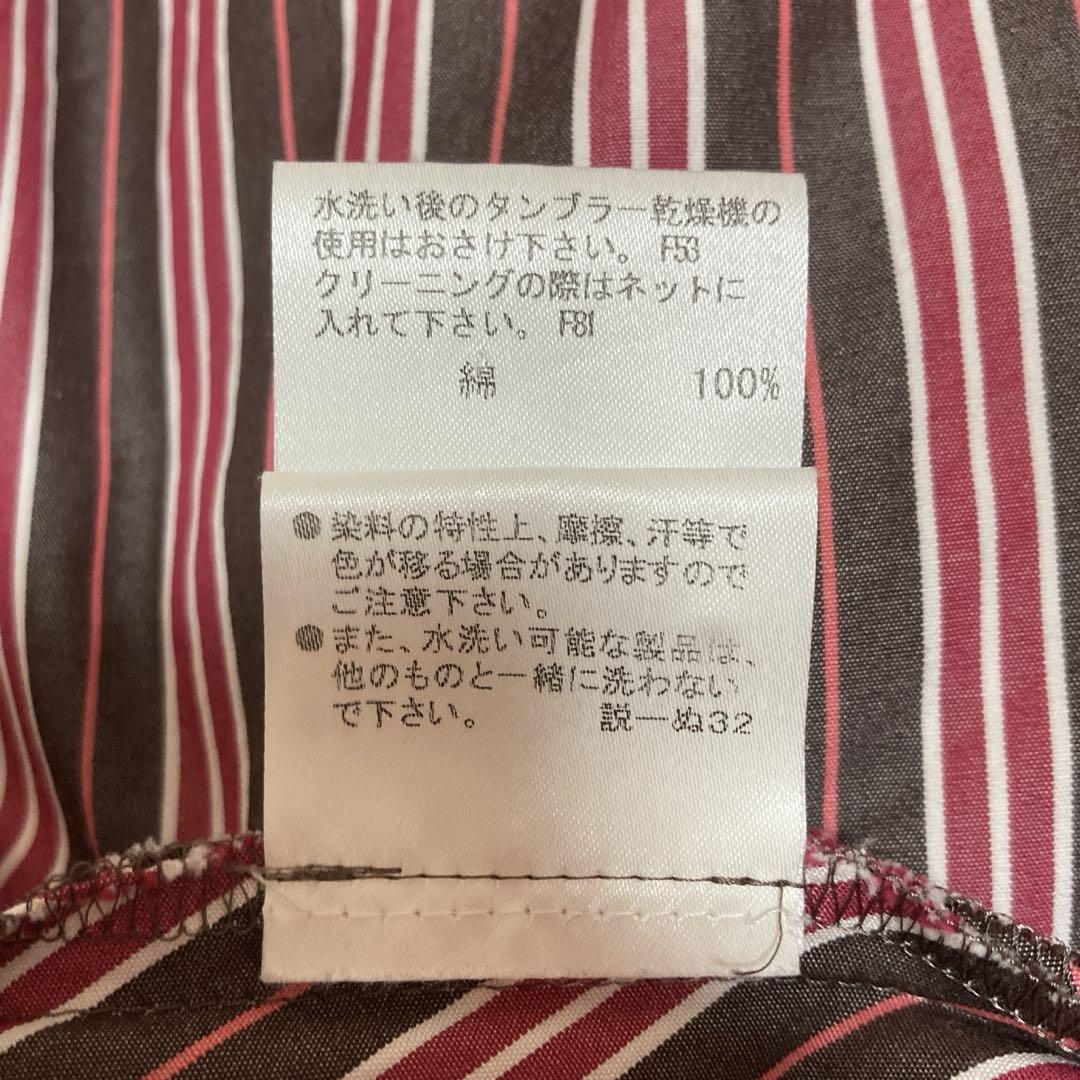 水洗い後のタンブラー乾燥機の
使用はおさけ下さい。 F53
クリーニングの際はネットに
入れて下さい。 F81
綿 100%
●染料の特性上、摩擦、汗等で
色が移る場合がありますので
ご注意下さい。
●また、水洗い可能な製品は、
他のものと一緒に洗わない
で下さい。 説ーぬ32